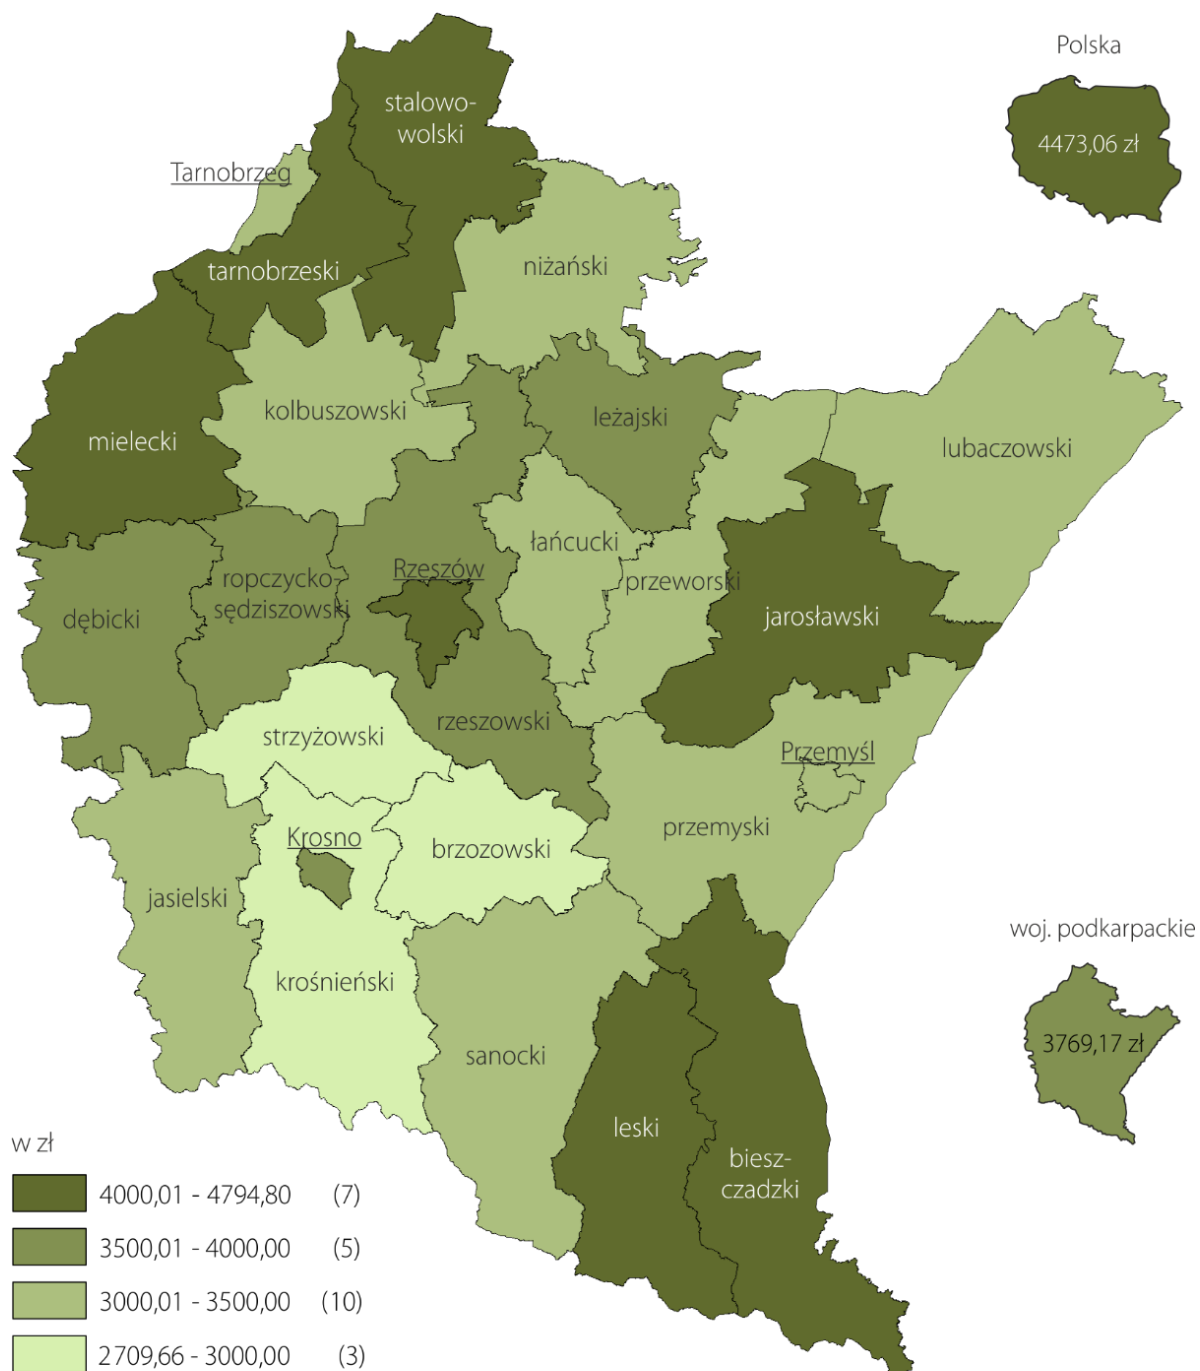 Polska
4473,06 zł
stalowo-
wolski
Tarnobrzeg
tarnobrzeski
niżański
kolbuszowski
leżajski
mielecki
lubaczowski
łańcucki
Rzeszów
ropczycko-
sędziszowski
przeworski
dębicki
jarosławski
rzeszowski
strzyżowski
Przemyśl
przemyski
Krosno
brzozowski
jasielski
woj. podkarpackie
3769,17 zł
krośnieński
sanocki
leski
biesz-
czadzki
w zł
4000,01 - 4794,80 (7)
3500,01 - 4000,00 (5)
3000,01 - 3500,00 (10)
2709,66 - 3000,00 (3)